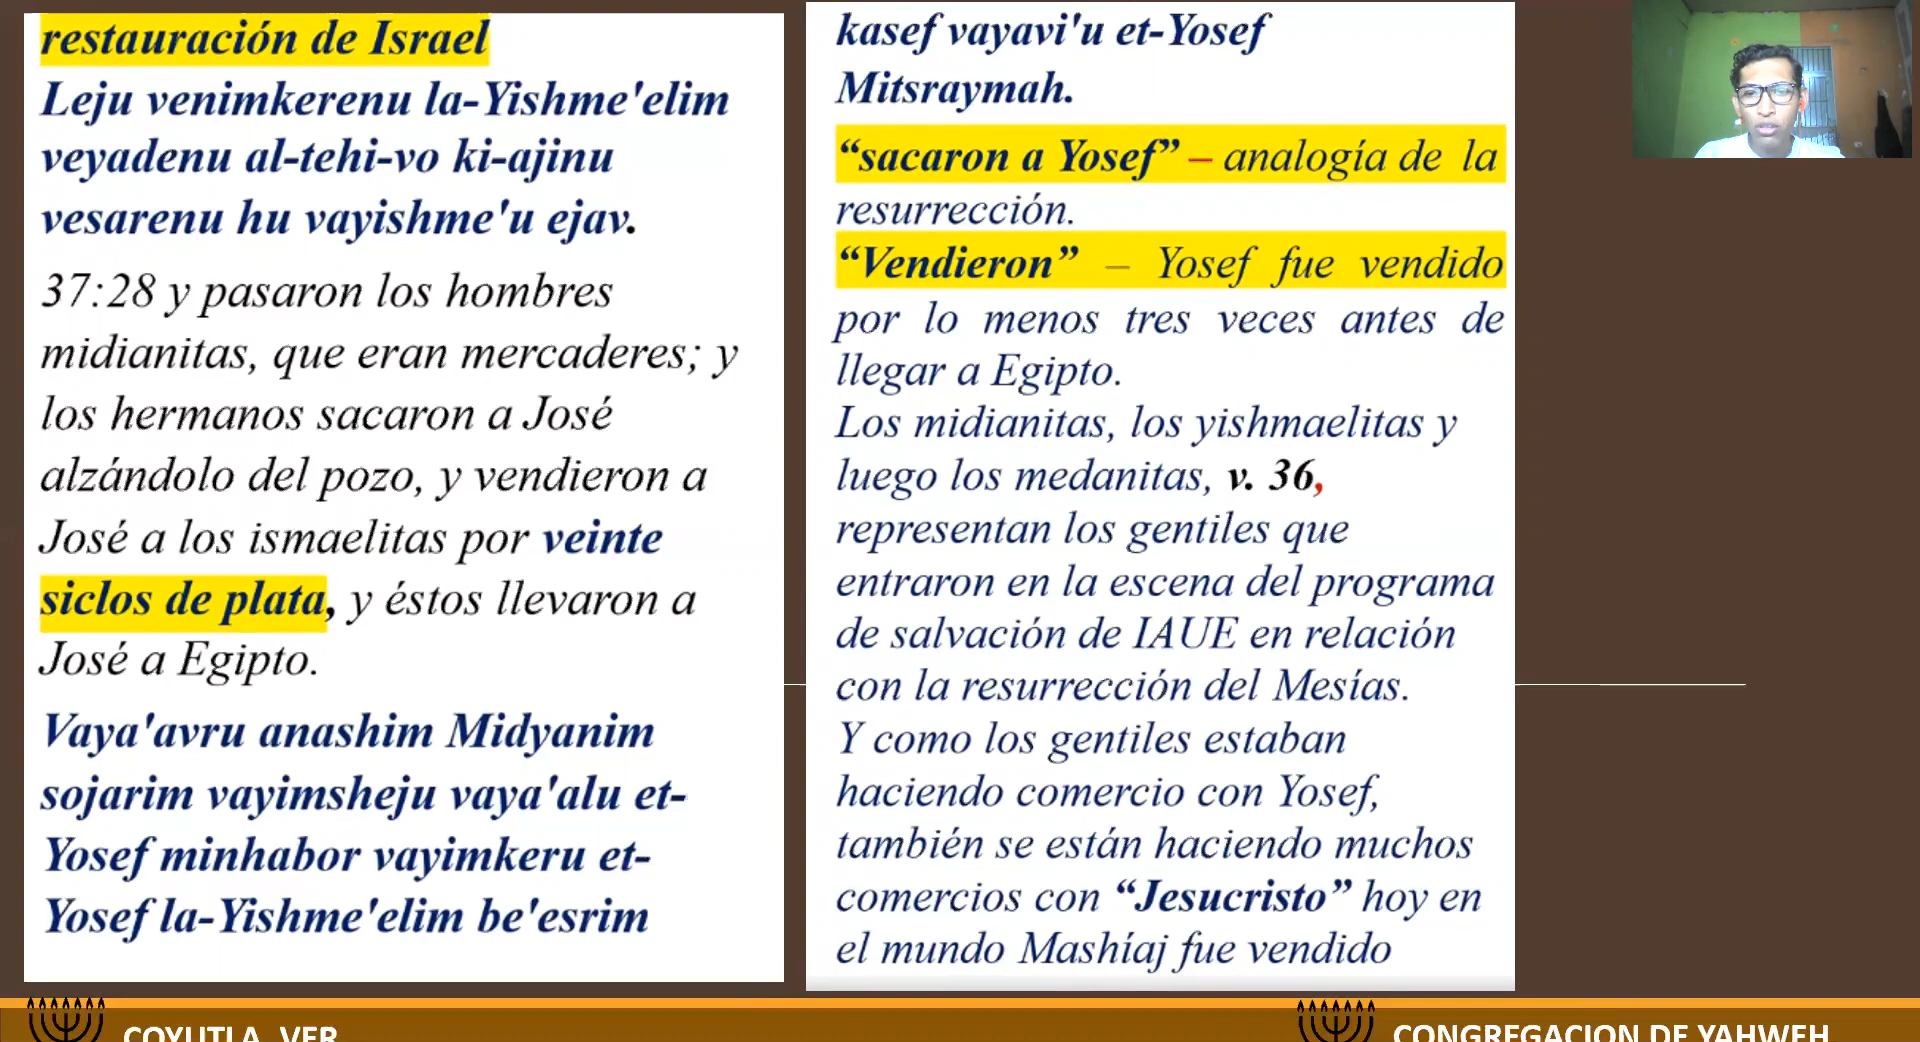 restauración de Israel
Leju venimkerenu la-Yishme'elim
veyadenu al-tehi-vo ki-ajinu
vesarenu hu vayishme'u ejav.
37:28 y pasaron los hombres
midianitas, que eran mercaderes; y
los hermanos sacaron a José
alzándolo del pozo, y vendieron a
José a los ismaelitas por veinte
siclos de plata, y éstos llevaron a
José a Egipto.
Vaya'avru anashim Midyanim
sojarim vayimsheju vaya'alu et-
Yosef minhabor vayimkeru et-
Yosef la-Yishme'elim be'esrim
kasef vayavi'u et-Yosef
Mitsraymah.
“sacaron a Yosef” – analogía de la
resurrección.
“Vendieron” – Yosef fue vendido
por lo menos tres veces antes de
llegar a Egipto.
Los midianitas, los yishmaelitas y
luego los medanitas, v. 36,
representan los gentiles que
entraron en la escena del programa
de salvación de IAUE en relación
con la resurrección del Mesías.
Y como los gentiles estaban
haciendo comercio con Yosef,
también se están haciendo muchos
comercios con “Jesucristo” hoy en
el mundo Mashíaj fue vendido
COYUTLA, VER
CONGREGACION DE YAHWEH